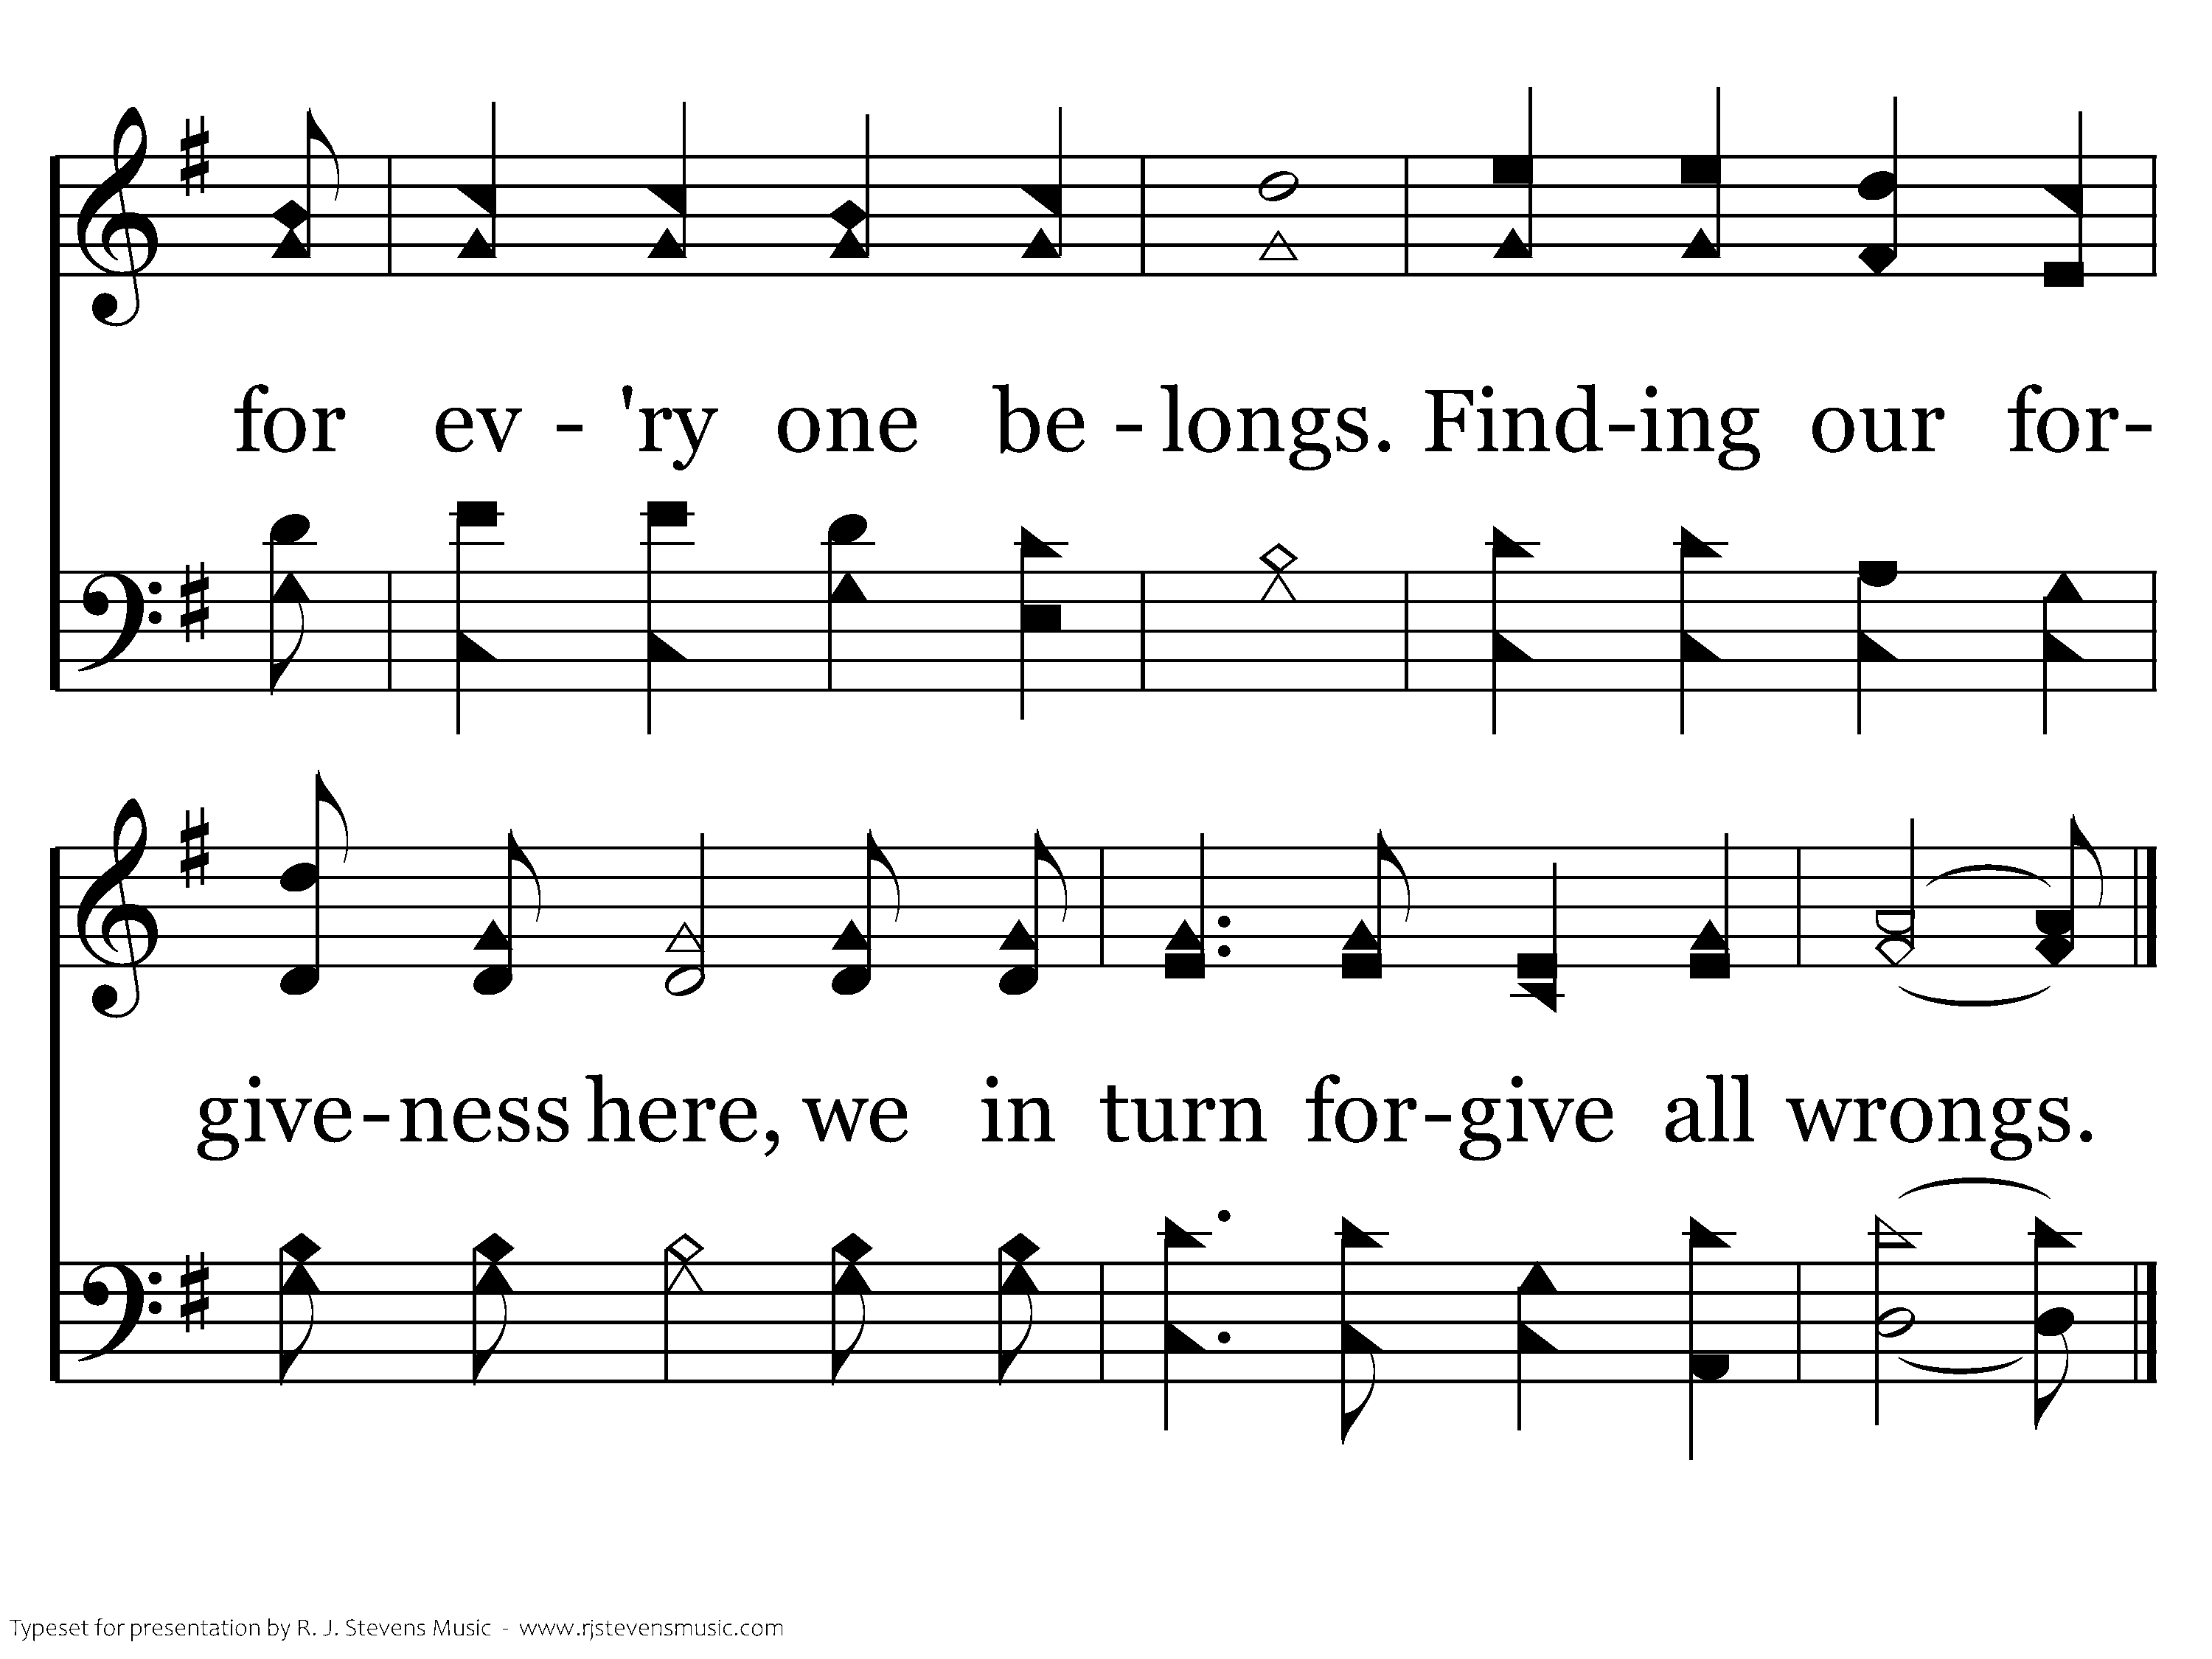 for ev - 'ry one be - longs. Find-ing our for-
give-ness here, we in turn for-give all wrongs.
Typeset for presentation by R. J. Stevens Music - www.rjstevensmusic.com